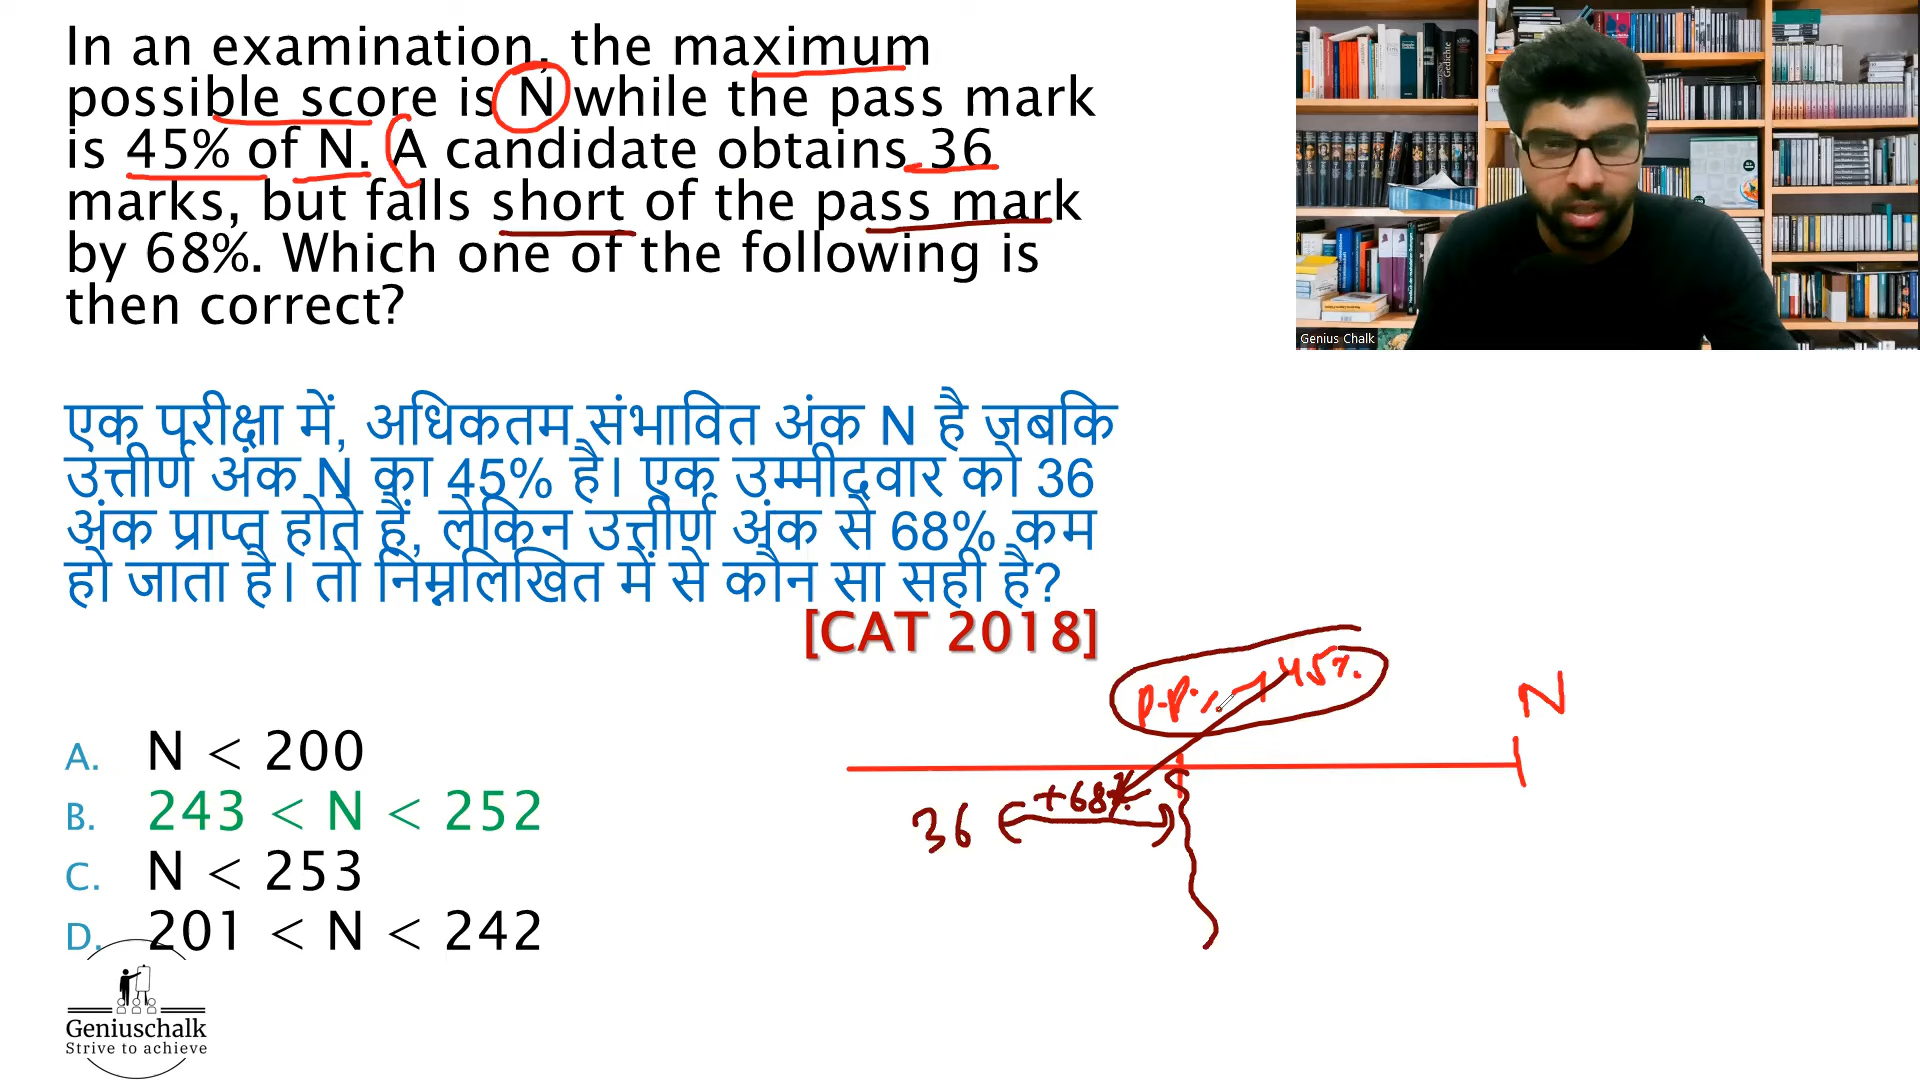 In an examination, the maximum
possible score is N while the pass mark
is 45% of N. A candidate obtains 36
marks, but falls short of the pass mark
by 68%. Which one of the following is
then correct?
Genius Chalk
एक परीक्षा में, अधिकतम संभावित अंक N है जबकि
उत्तीर्ण अंक N का 45% है। एक उम्मीदवार को 36
अंक प्राप्त होते हैं, लेकिन उत्तीर्ण अंक से 68% कम
हो जाता है। तो निम्नलिखित में से कौन सा सही है?
[CAT 2018]
P.P.% → 45%.
N
+68%
36
A. N < 200
B. 243 < N < 252
C. N < 253
D. 201 < N < 242
Geniuschalk
Strive to achieve